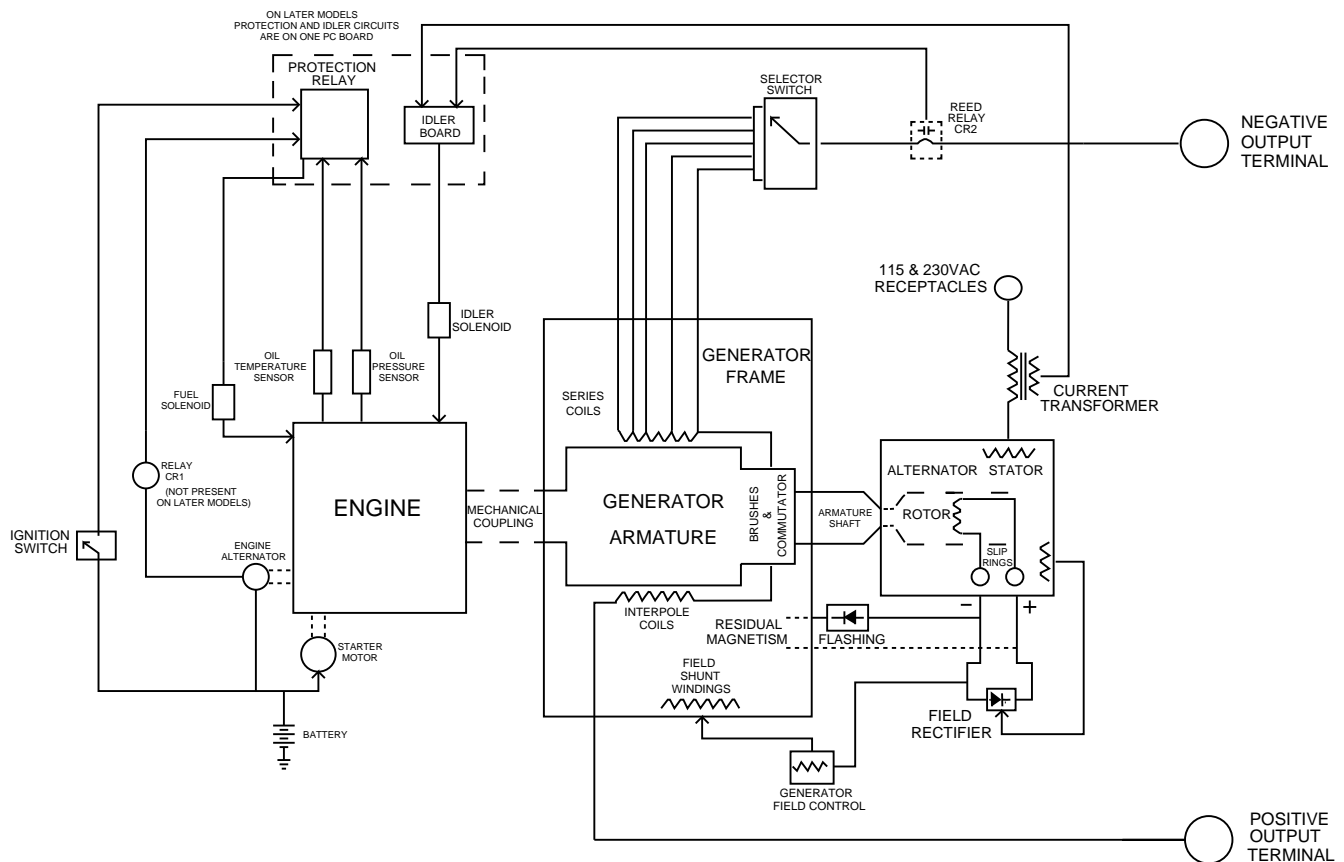 ON LATER MODELS
PROTECTION AND IDLER CIRCUITS
ARE ON ONE PC BOARD
PROTECTION
RELAY
IDLER
BOARD
SELECTOR
SWITCH
REED
RELAY
CR2
NEGATIVE
OUTPUT
TERMINAL
115 & 230VAC
RECEPTACLES
IDLER
SOLENOID
OIL
TEMPERATURE
SENSOR
OIL
PRESSURE
SENSOR
FUEL
SOLENOID
GENERATOR
FRAME
SERIES
COILS
CURRENT
TRANSFORMER
RELAY
CR1
(NOT PRESENT
ON LATER MODELS)
ENGINE
MECHANICAL
COUPLING
GENERATOR
ARMATURE
BRUSHES
&
COMMUTATOR
ARMATURE
SHAFT
ALTERNATOR
STATOR
ROTOR
SLIP
RINGS
IGNITION
SWITCH
ENGINE
ALTERNATOR
STARTER
MOTOR
INTERPOLE
COILS
RESIDUAL
MAGNETISM
FLASHING
–
+
FIELD
SHUNT
WINDINGS
FIELD
RECTIFIER
BATTERY
GENERATOR
FIELD CONTROL
POSITIVE
OUTPUT
TERMINAL